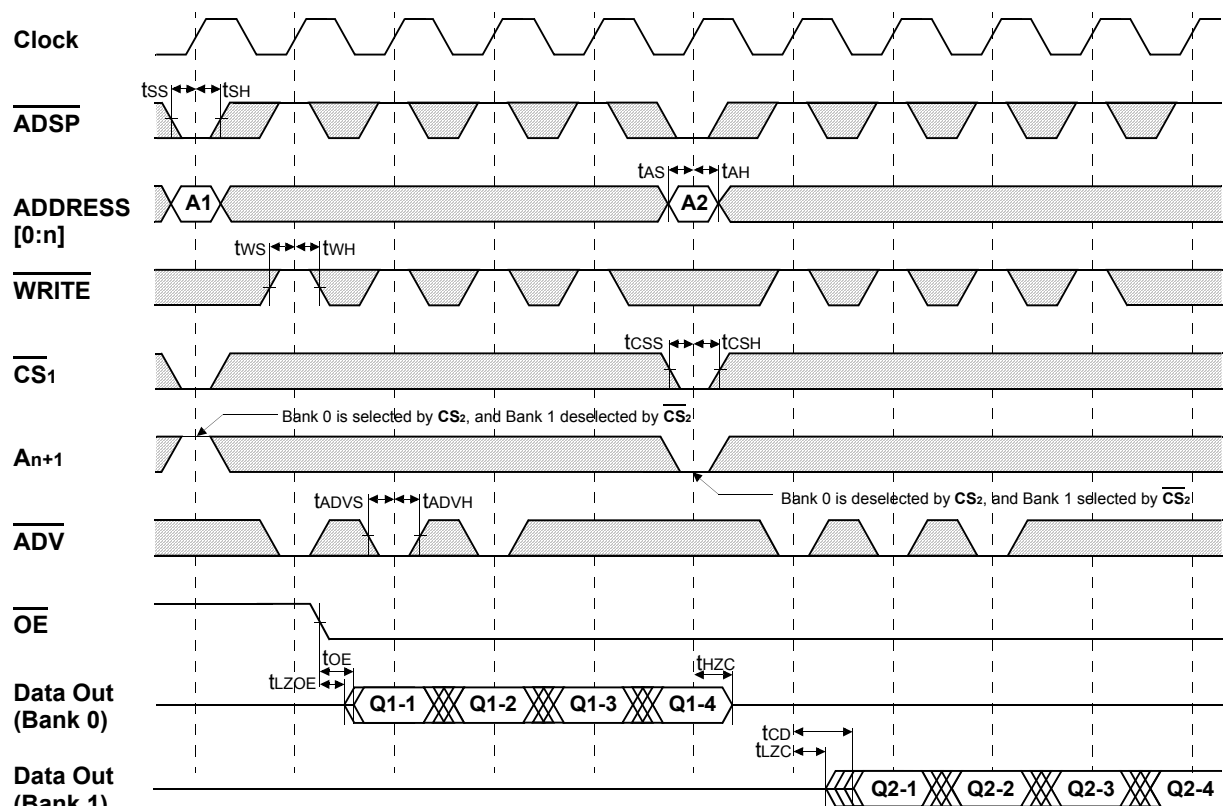 Clock
tSS tSH
ADSP
tAS tAH
ADDRESS
[0:n]
A1 A2
tWS tWH
WRITE
tCSS tCSH
CS1
Bank 0 is selected by CS2, and Bank 1 deselected by CS2
An+1
Bank 0 is deselected by CS2, and Bank 1 selected by CS2
tADVS tADVH
ADV
OE
tOE
tLZOE
tHZC
Data Out
(Bank 0)
Q1-1 Q1-2 Q1-3 Q1-4
tCD
tLZC
Data Out
(Bank 1)
Q2-1 Q2-2 Q2-3 Q2-4